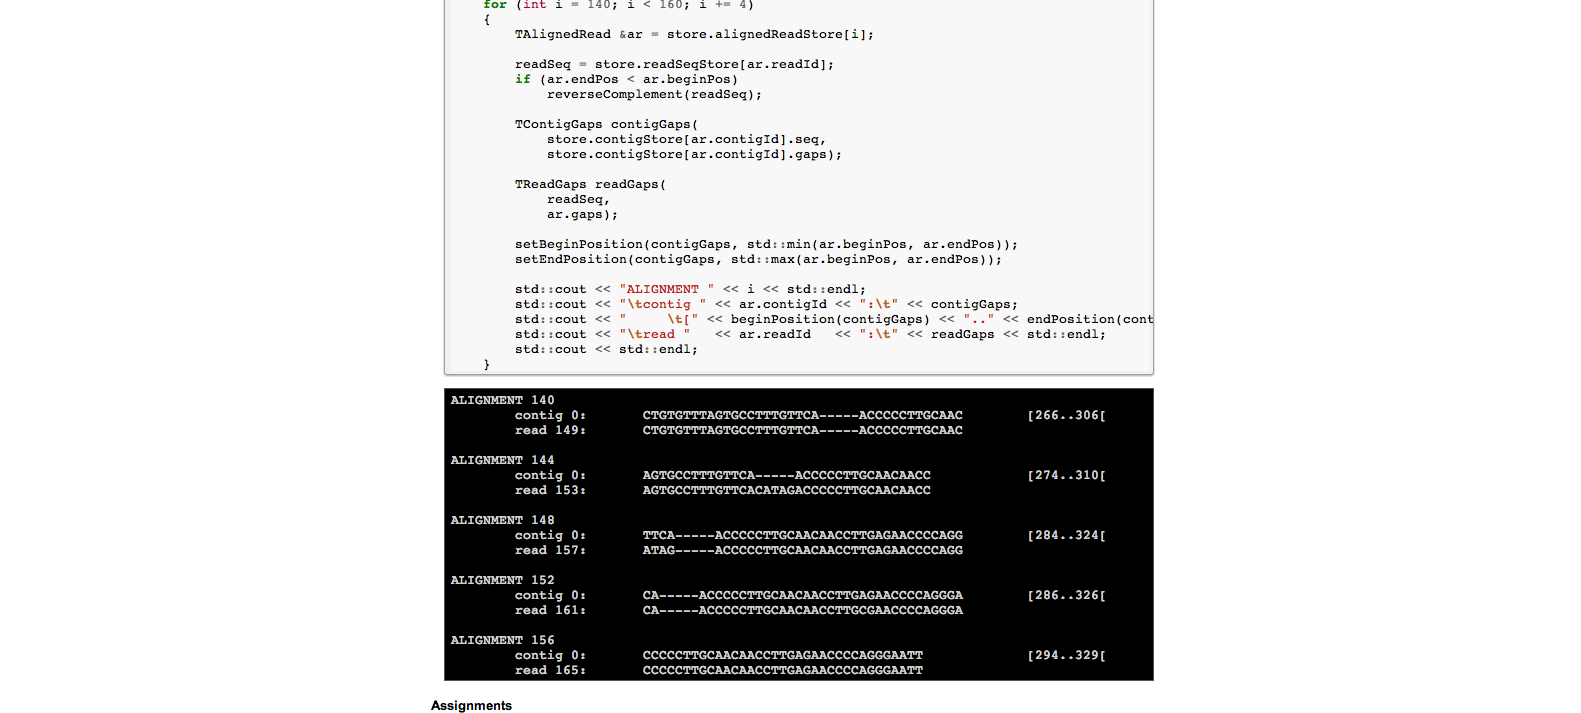 for (int i = 140; i < 160; i += 4)
{
TAlignedRead &ar = store.alignedReadStore[i];
readSeq = store.readSeqStore[ar.readId];
if (ar.endPos < ar.beginPos)
reverseComplement(readSeq);
TContigGaps contigGaps(
store.contigStore[ar.contigId].seq,
store.contigStore[ar.contigId].gaps);
TReadGaps readGaps(
readSeq,
ar.gaps);
setBeginPosition(contigGaps, std::min(ar.beginPos, ar.endPos));
setEndPosition(contigGaps, std::max(ar.beginPos, ar.endPos));
std::cout << "ALIGNMENT " << i << std::endl;
std::cout << "\tcontig " << ar.contigId << ":\t" << contigGaps;
std::cout << "     \t[" << beginPosition(contigGaps) << ".." << endPosition(cont
std::cout << "\tread "   << ar.readId   << ":\t" << readGaps << std::endl;
std::cout << std::endl;
}
ALIGNMENT 140
contig 0: CTGTGTTTAGTGCCTTTGTTCA-----ACCCCCTTGCAAC [266..306[
read 149: CTGTGTTTAGTGCCTTTGTTCA-----ACCCCCTTGCAAC
ALIGNMENT 144
contig 0: AGTGCCTTTGTTCA-----ACCCCCTTGCAACAACC [274..310[
read 153: AGTGCCTTTGTTCACATAGACCCCCTTGCAACAACC
ALIGNMENT 148
contig 0: TTCA-----ACCCCCTTGCAACAACCTTGAGAACCCCAGG [284..324[
read 157: ATAG-----ACCCCCTTGCAACAACCTTGAGAACCCCAGG
ALIGNMENT 152
contig 0: CA-----ACCCCCTTGCAACAACCTTGAGAACCCCAGGGA [286..326[
read 161: CA-----ACCCCCTTGCAACAACCTTGCGAACCCCAGGGA
ALIGNMENT 156
contig 0: CCCCCTTGCAACAACCTTGAGAACCCCAGGGAATT [294..329[
read 165: CCCCCTTGCAACAACCTTGAGAACCCCAGGGAATT
Assignments